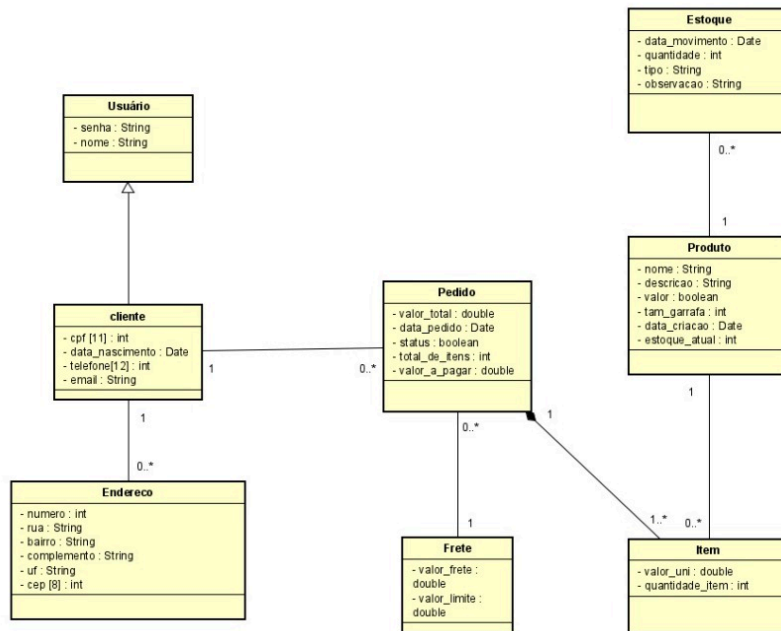 Estoque
- data_movimento : Date
- quantidade : int
- tipo : String
- observacao : String
Usuário
- senha : String
- nome : String
0..*
1
Produto
- nome : String
- descricao : String
- valor : boolean
- tam_garrafa : int
- data_criacao : Date
- estoque_atual : int
Pedido
- valor_total : double
- data_pedido : Date
- status : boolean
- total_de_itens : int
- valor_a_pagar : double
cliente
- cpf [11] : int
- data_nascimento : Date
- telefone[12] : int
- email : String
1
0..*
1
1
0..*
1
0..*
Endereco
- numero : int
- rua : String
- bairro : String
- complemento : String
- uf : String
- cep [8] : int
1
1..*
0..*
Frete
- valor_frete :
double
- valor_limite :
double
Item
- valor_uni : double
- quantidade_item : int